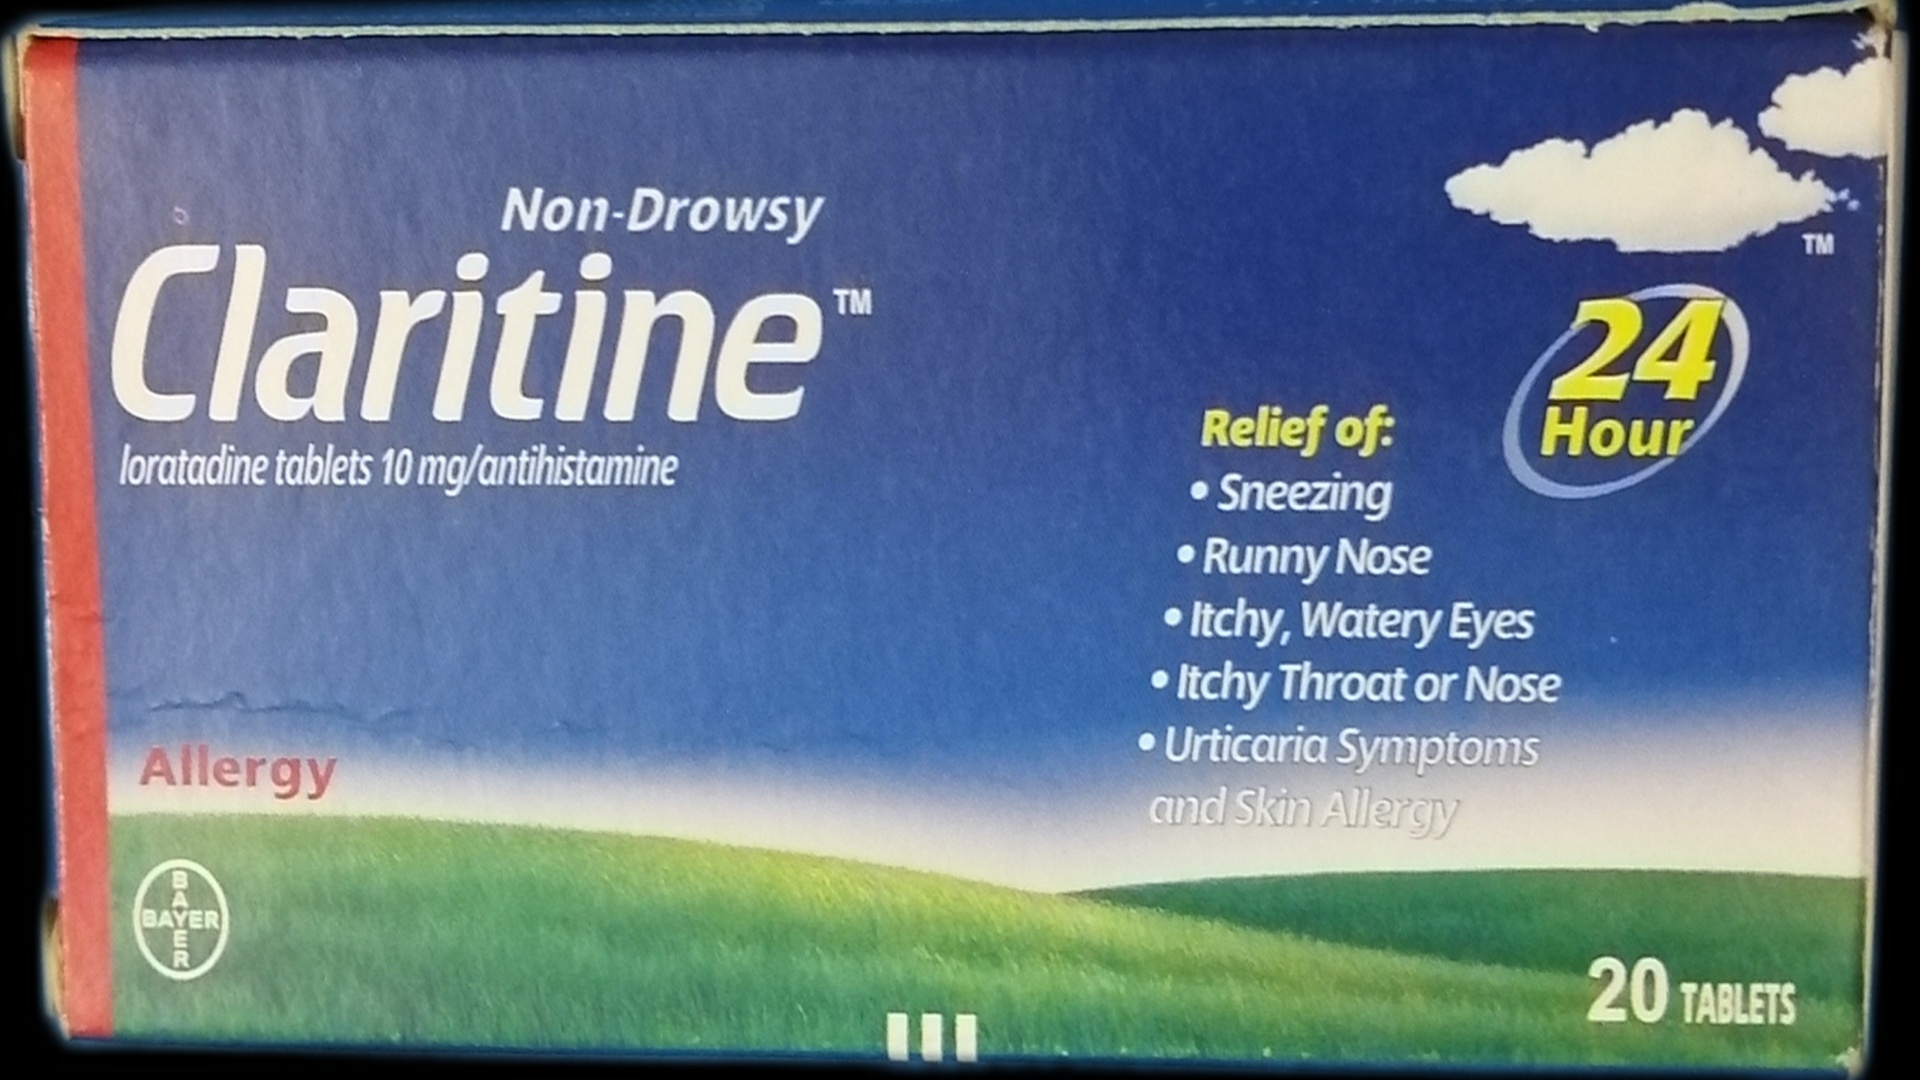 Non-Drowsy
Claritine™
loratadine tablets 10 mg/antihistamine
TM
24
Hour
Relief of:
• Sneezing
• Runny Nose
• Itchy, Watery Eyes
• Itchy Throat or Nose
• Urticaria Symptoms
and Skin Allergy
Allergy
BAYER
BAYER
20 TABLETS